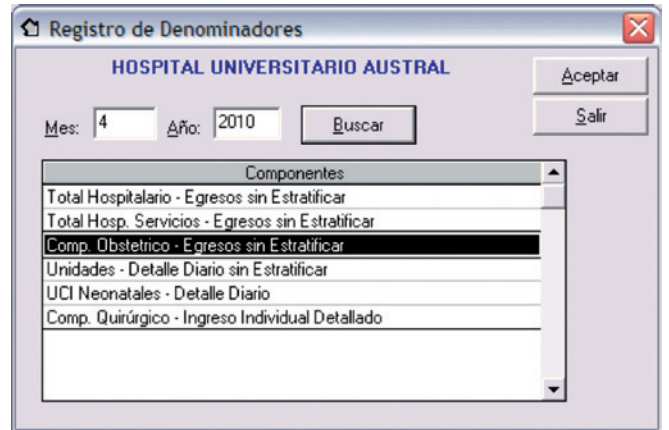 Registro de Denominadores
HOSPITAL UNIVERSITARIO AUSTRAL
Aceptar
Mes: 4 Año: 2010 Buscar
Salir
Componentes
Total Hospitalario - Egresos sin Estratificar
Total Hosp. Servicios - Egresos sin Estratificar
Comp. Obstetrico - Egresos sin Estratificar
Unidades - Detalle Diario sin Estratificar
UCI Neonatales - Detalle Diario
Comp. Quirúrgico - Ingreso Individual Detallado